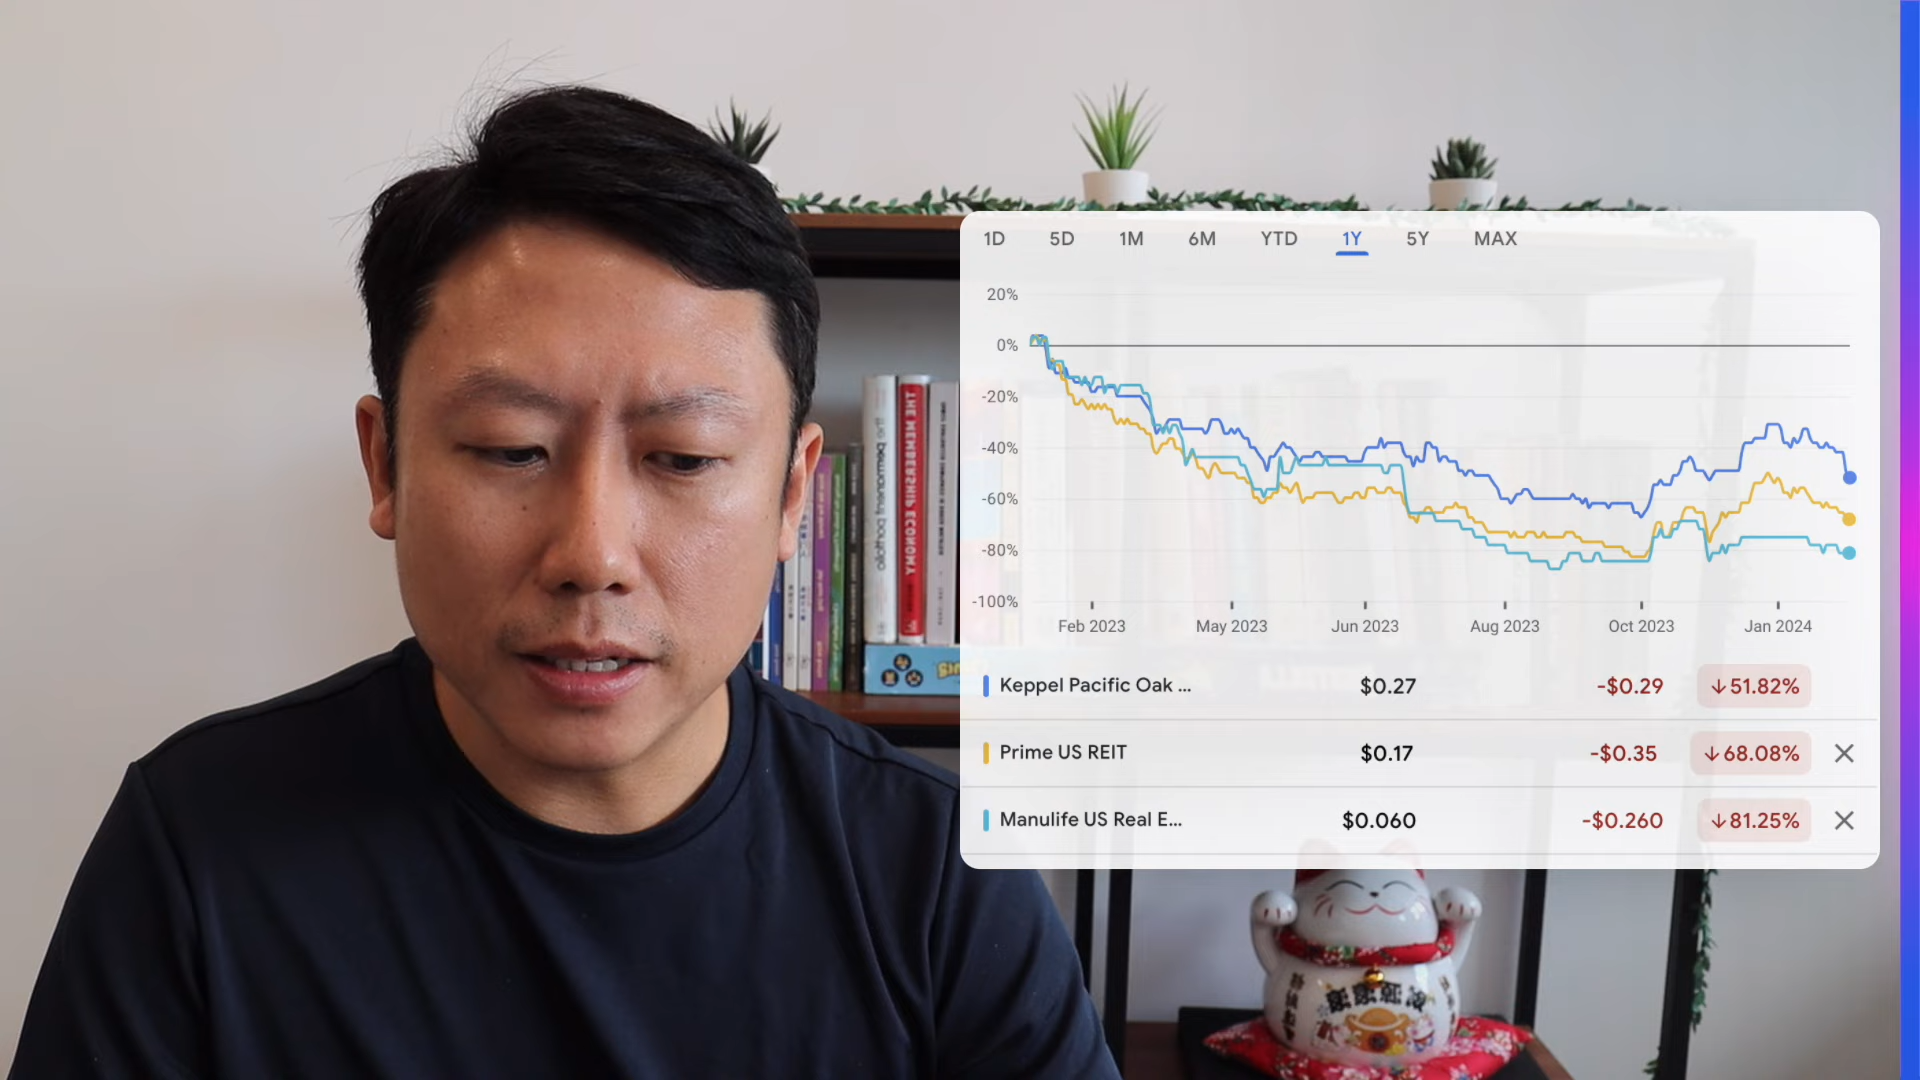 1D 5D 1M 6M YTD 1Y 5Y MAX
20%
0%
-20%
-40%
-60%
-80%
-100%
Feb 2023 May 2023 Jun 2023 Aug 2023 Oct 2023 Jan 2024
Keppel Pacific Oak ... $0.27 -$0.29 ↓51.82%
Prime US REIT $0.17 -$0.35 ↓68.08%
Manulife US Real E... $0.060 -$0.260 ↓81.25%
THE MEMBERSHIP ECONOMY